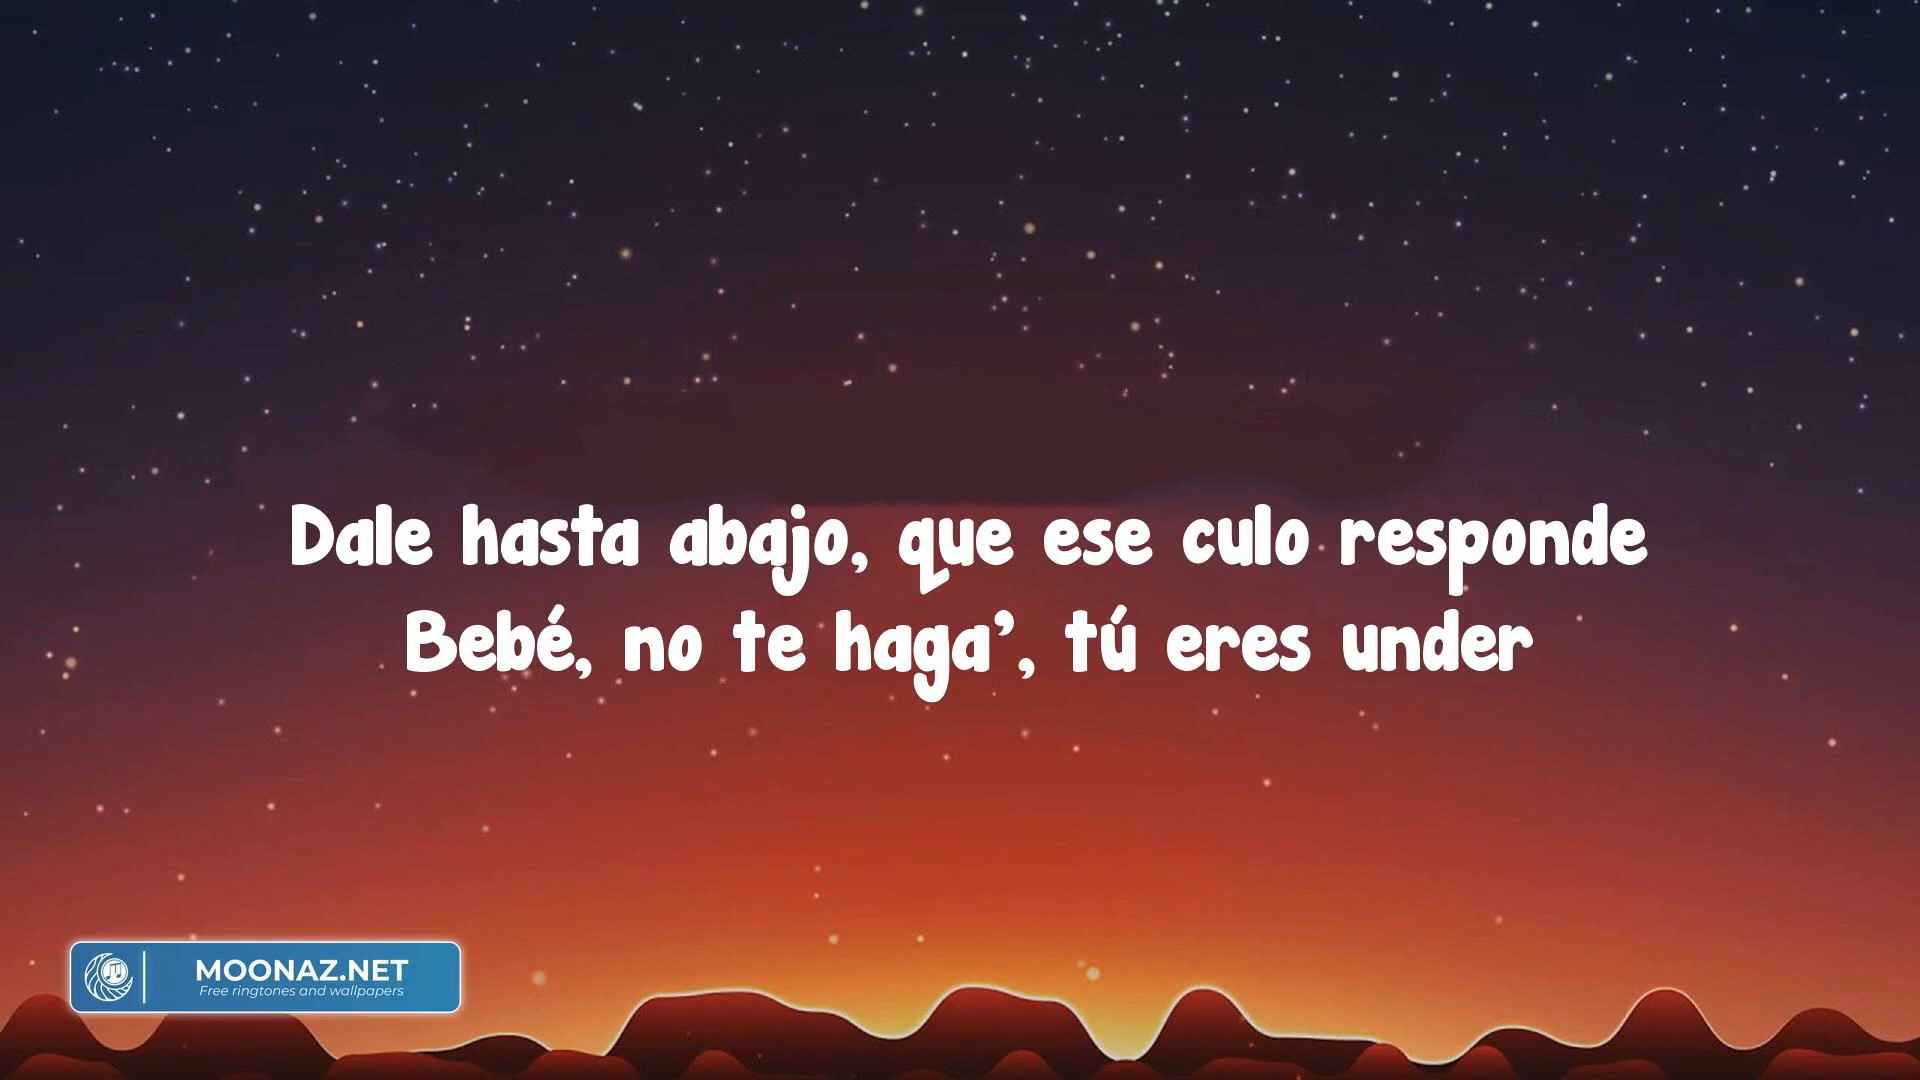 Dale hasta abajo, que ese culo responde
Bebé, no te haga’, tú eres under
MOONAZ.NET
Free ringtones and wallpapers